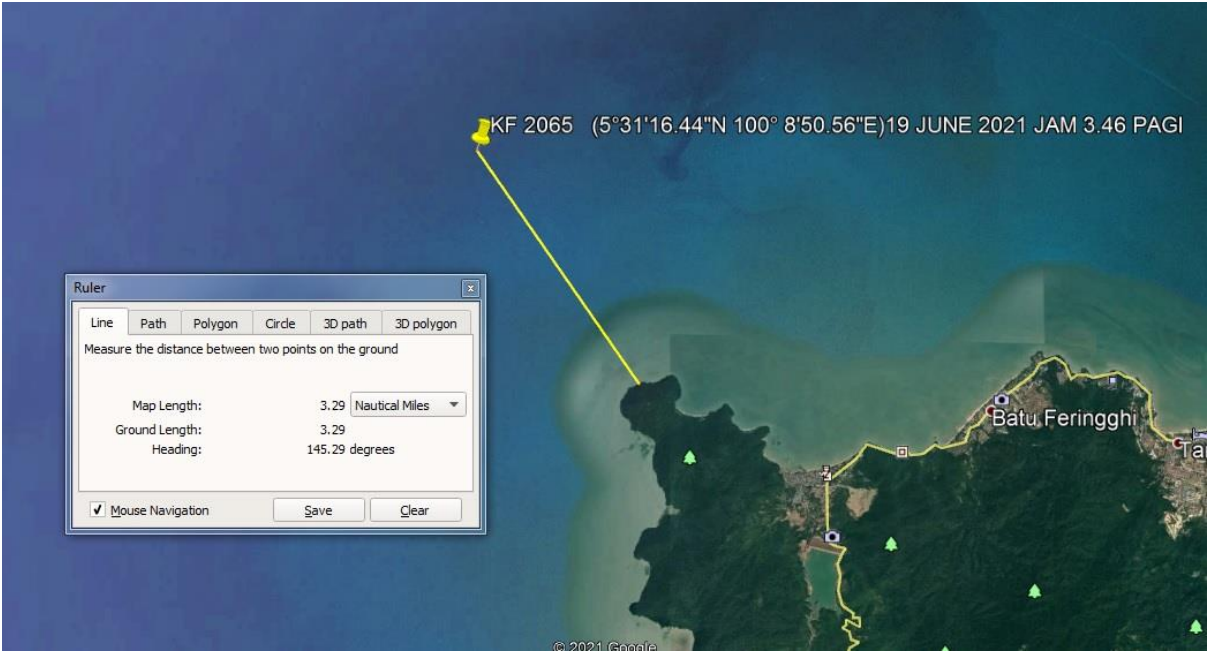 KF 2065 (5°31'16.44"N 100° 8'50.56"E)19 JUNE 2021 JAM 3.46 PAGI
Ruler
Line Path Polygon Circle 3D path 3D polygon
Measure the distance between two points on the ground
Map Length: 3.29 Nautical Miles
Ground Length: 3.29
Heading: 145.29 degrees
Mouse Navigation Save Clear
Batu Feringghi
Ta
© 2021 Google